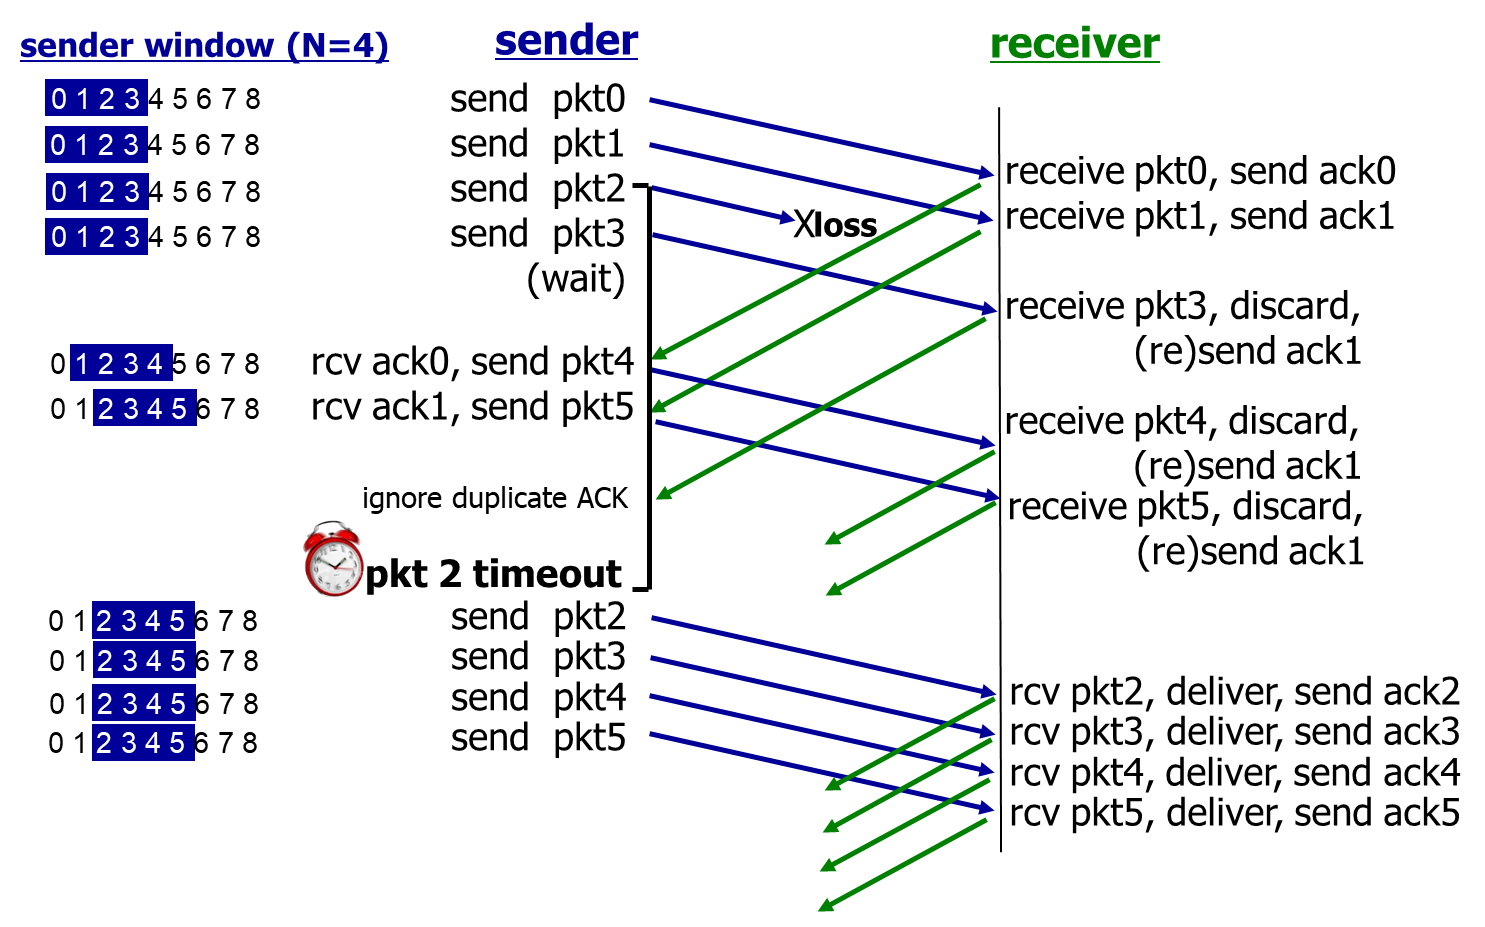 sender window (N=4) sender receiver
0 1 2 3 4 5 6 7 8 send pkt0
0 1 2 3 4 5 6 7 8 send pkt1
receive pkt0, send ack0
0 1 2 3 4 5 6 7 8 send pkt2
receive pkt1, send ack1
Xloss
0 1 2 3 4 5 6 7 8 send pkt3
(wait)
receive pkt3, discard,
(re)send ack1
0 1 2 3 4 5 6 7 8 rcv ack0, send pkt4
0 1 2 3 4 5 6 7 8 rcv ack1, send pkt5
receive pkt4, discard,
(re)send ack1
ignore duplicate ACK
receive pkt5, discard,
(re)send ack1
pkt 2 timeout
0 1 2 3 4 5 6 7 8 send pkt2
0 1 2 3 4 5 6 7 8 send pkt3
0 1 2 3 4 5 6 7 8 send pkt4
0 1 2 3 4 5 6 7 8 send pkt5
rcv pkt2, deliver, send ack2
rcv pkt3, deliver, send ack3
rcv pkt4, deliver, send ack4
rcv pkt5, deliver, send ack5